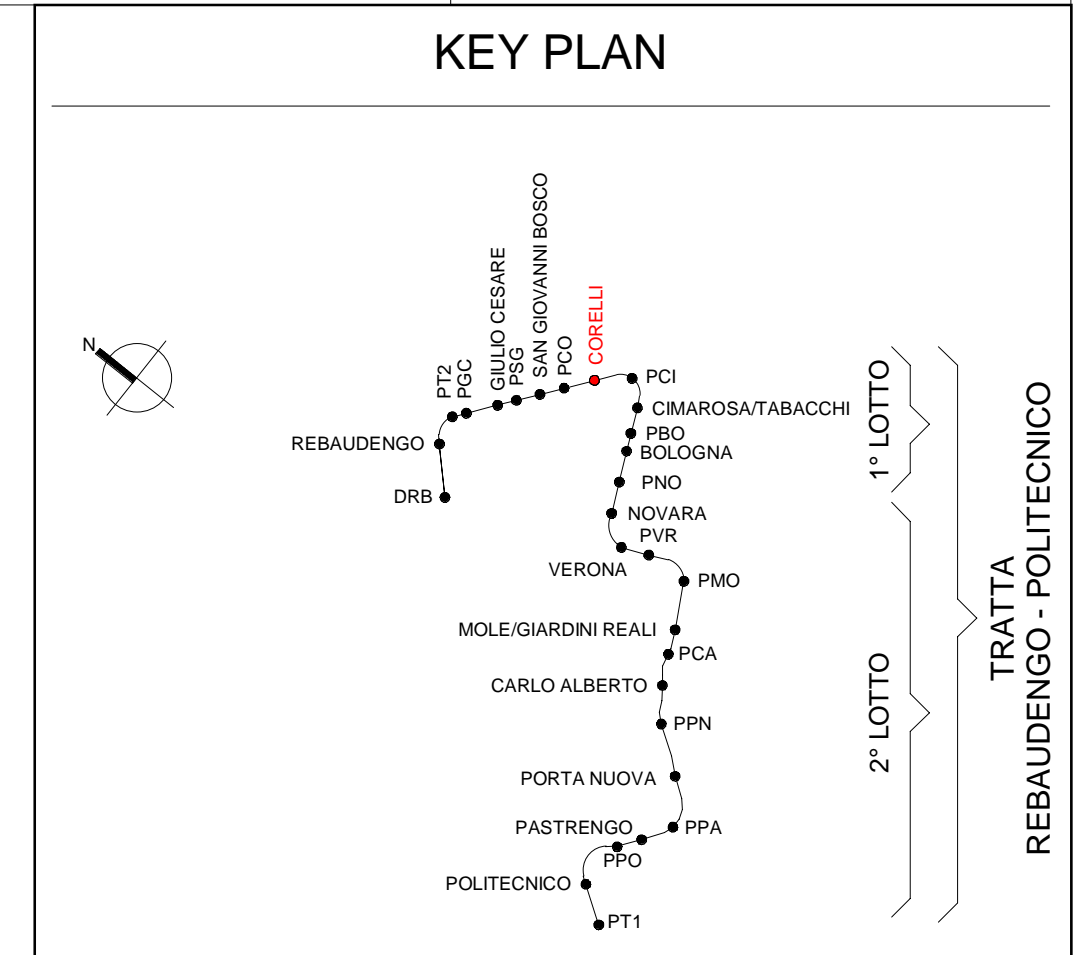 KEY PLAN
N
PT2
PGC
GIULIO CESARE
PSG
SAN GIOVANNI BOSCO
PCO
CORELLI
PCI
CIMAROSA/TABACCHI
REBAUDENGO
PBO
BOLOGNA
DRB
PNO
NOVARA
PVR
VERONA
PMO
MOLE/GIARDINI REALI
PCA
CARLO ALBERTO
PPN
PORTA NUOVA
PASTRENGO
PPA
PPO
POLITECNICO
PT1
1° LOTTO
2° LOTTO
TRATTA
REBAUDENGO - POLITECNICO